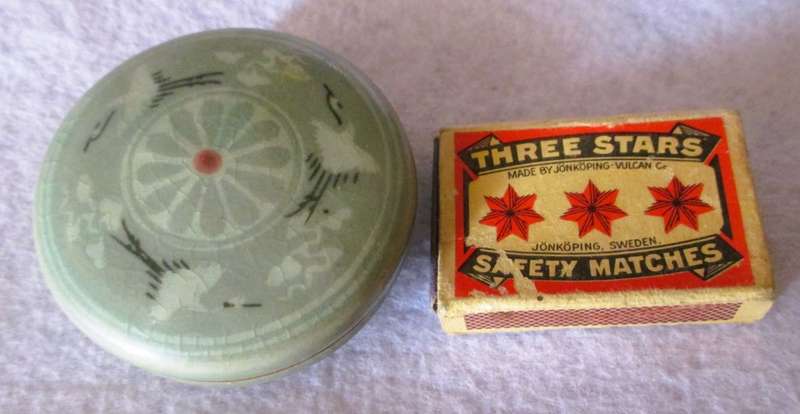 THREE STARS
MADE BY JÖNKÖPING-VULCAN Co
JÖNKÖPING, SWEDEN.
SAFETY MATCHES